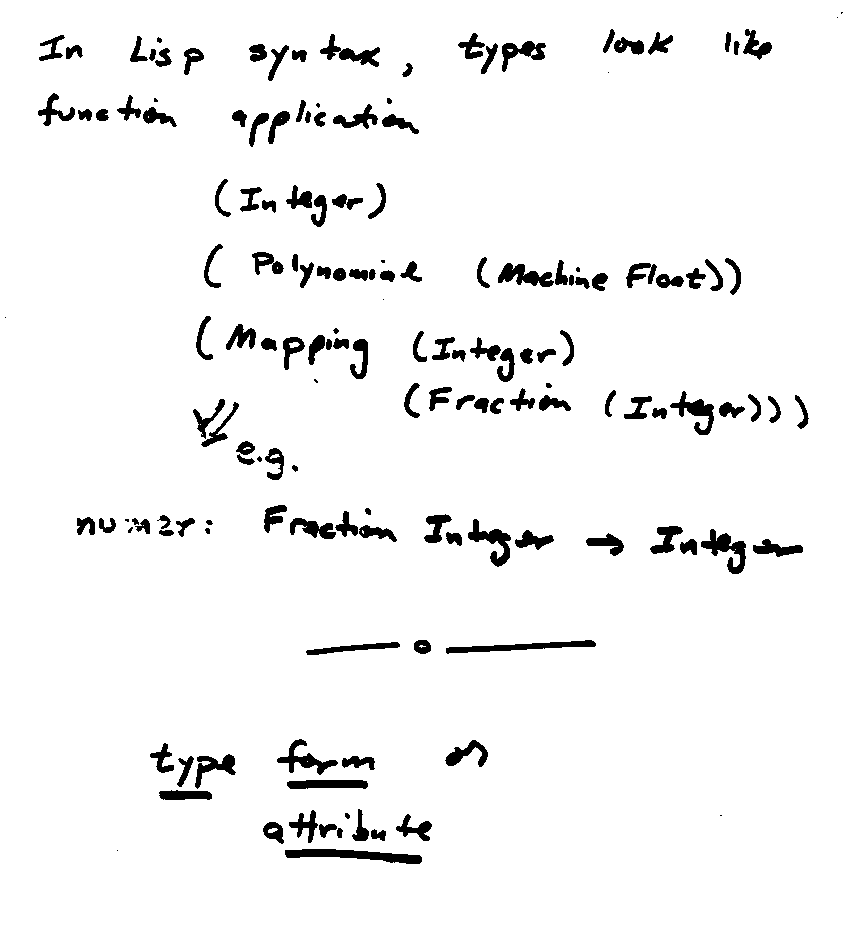 In Lisp syntax, types look like
function application
(Integer)
(Polynomial (Machine Float))
(Mapping (Integer)
(Fraction (Integer)))
e.g.
numer: Fraction Integer → Integer
type form
attribute